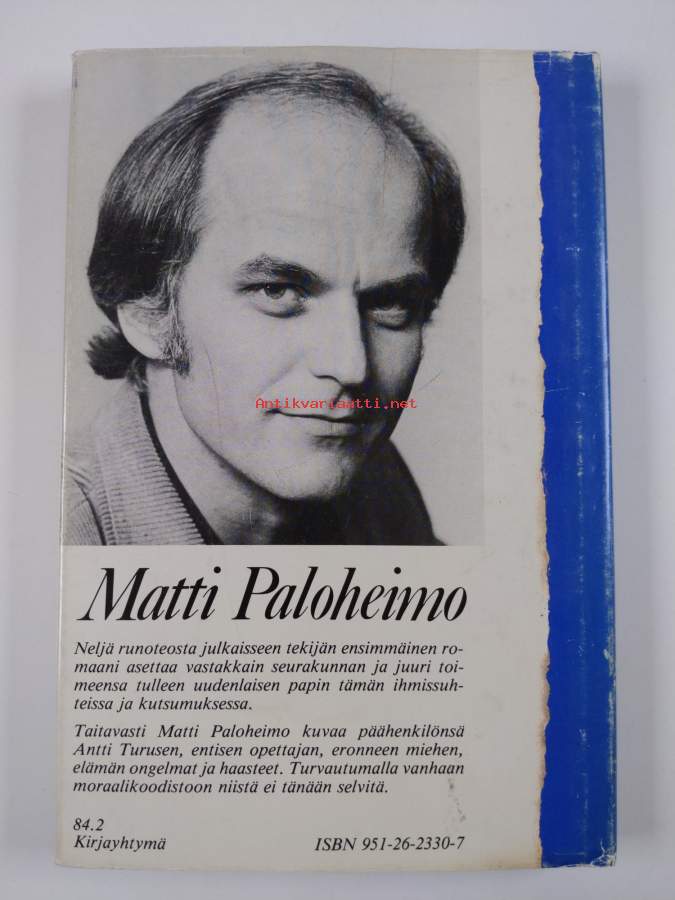 Antikvariaatti.net
Matti Paloheimo
Neljä runoteosta julkaisseen tekijän ensimmäinen ro-
maani asettaa vastakkain seurakunnan ja juuri toi-
meensa tulleen uudenlaisen papin tämän ihmissuh-
teissa ja kutsumuksessa.
Taitavasti Matti Paloheimo kuvaa päähenkilönsä
Antti Turusen, entisen opettajan, eronneen miehen,
elämän ongelmat ja haasteet. Turvautumalla vanhaan
moraalikoodistoon niistä ei tänään selvitä.
84.2
Kirjayhtymä ISBN 951-26-2330-7